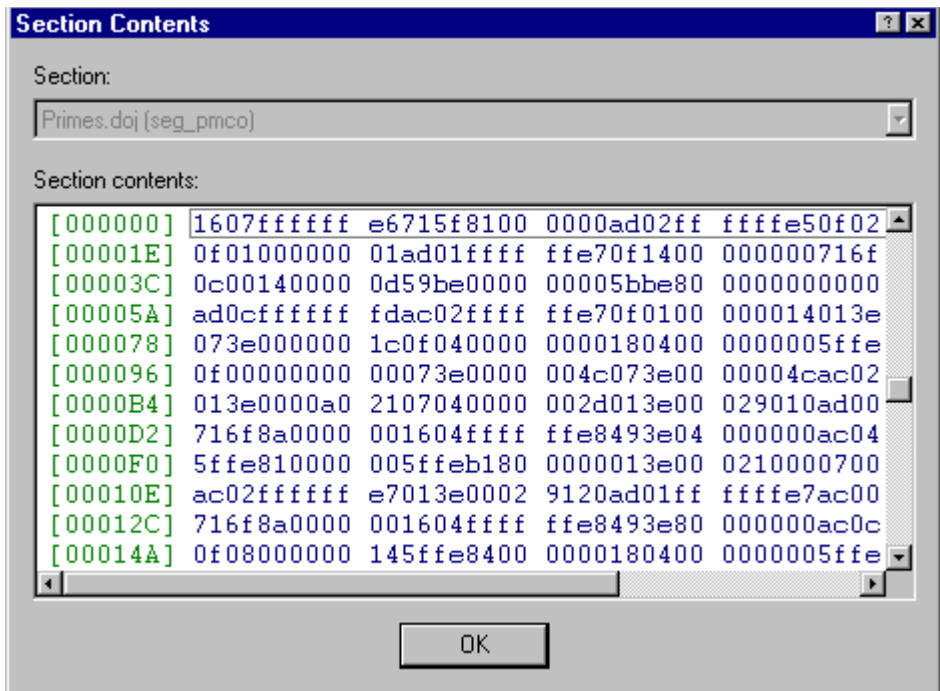 Section Contents
Section:
Primes.doj (seg_pmco)
Section contents:
[000000] 1607ffffff e6715f8100 0000ad02ff ffffe50f02
[00001E] 0f01000000 01ad01ffff ffe70f1400 000000716f
[00003C] 0c00140000 0d59be0000 00005bbe80 0000000000
[00005A] ad0cffffff fdac02ffff ffe70f0100 000014013e
[000078] 073e000000 1c0f040000 0000180400 0000005ffe
[000096] 0f00000000 00073e0000 004c073e00 00004cac02
[0000B4] 013e0000a0 2107040000 002d013e00 029010ad00
[0000D2] 716f8a0000 001604ffff ffe8493e04 000000ac04
[0000F0] 5ffe810000 005ffeb180 0000013e00 0210000700
[00010E] ac02ffffff e7013e0002 9120ad01ff ffffe7ac00
[00012C] 716f8a0000 001604ffff ffe8493e80 000000ac0c
[00014A] 0f08000000 145ffe8400 0000180400 0000005ffe
OK